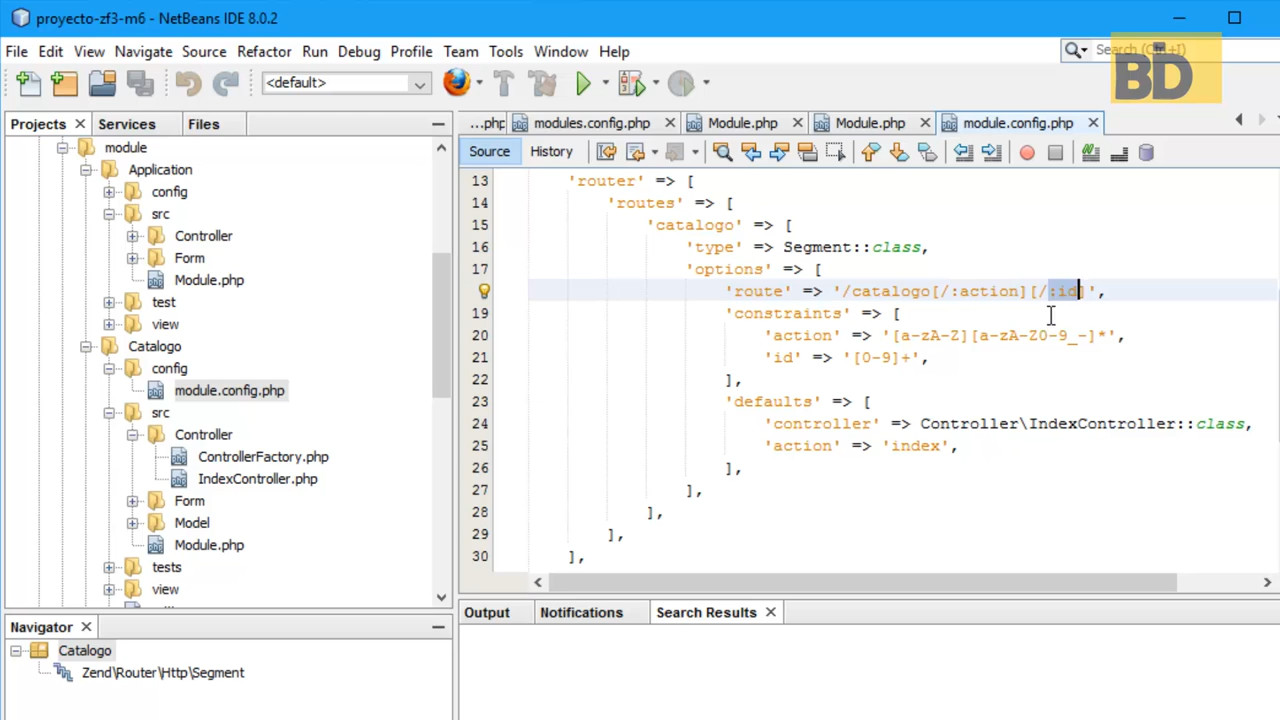 proyecto-zf3-m6 - NetBeans IDE 8.0.2
File Edit View Navigate Source Refactor Run Debug Profile Team Tools Window Help
Search (Ctrl+I)
BD
<default>
Projects Services Files
...php modules.config.php Module.php Module.php module.config.php
Source History
module
Application
config
src
Controller
Form
Module.php
test
view
Catalogo
config
module.config.php
src
Controller
ControllerFactory.php
IndexController.php
Form
Model
Module.php
tests
view
13 'router' => [
14 'routes' => [
15 'catalogo' => [
16 'type' => Segment::class,
17 'options' => [
'route' => '/catalogo[/:action][/:id]',
19 'constraints' => [
20 'action' => '[a-zA-Z][a-zA-Z0-9_-]*',
21 'id' => '[0-9]+',
22 ],
23 'defaults' => [
24 'controller' => Controller\IndexController::class,
25 'action' => 'index',
26 ],
27 ],
28 ],
29 ],
30 ],
Navigator
Catalogo
Zend\Router\Http\Segment
Output Notifications Search Results